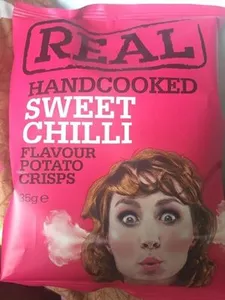 REAL
HANDCOOKED
SWEET
CHILLI
FLAVOUR
POTATO
CRISPS
35g e